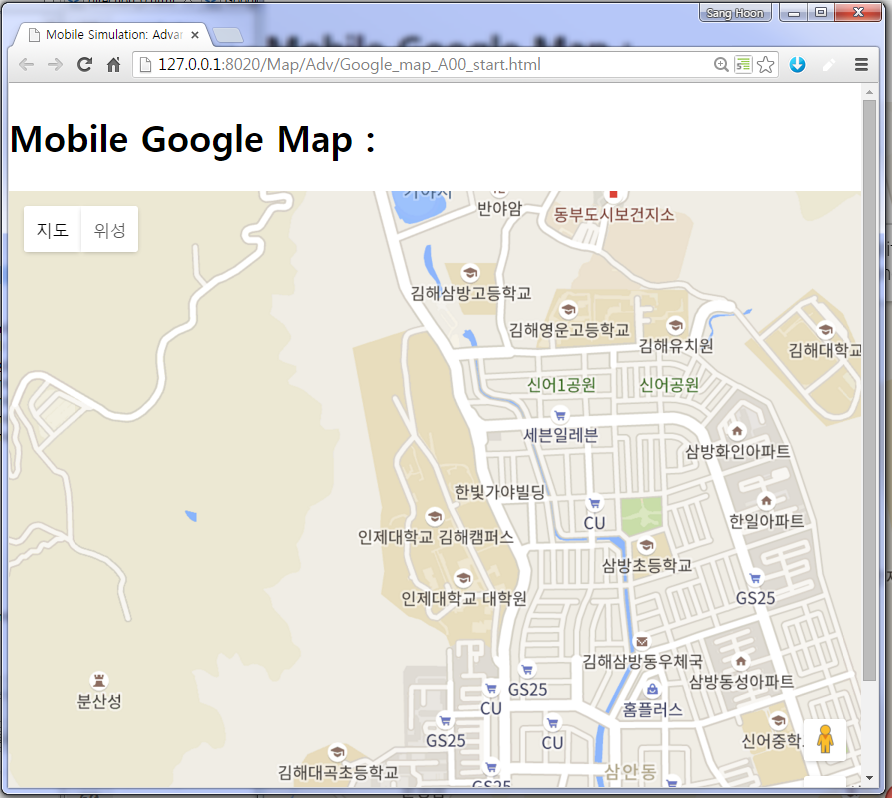 Sang Hoon
Mobile Simulation: Adva
127.0.0.1:8020/Map/Adv/Google_map_A00_start.html
Mobile Google Map :
지도
위성
반야암
동부도시보건지소
김해삼방고등학교
김해영운고등학교
김해유치원
김해대학교
신어1공원
신어공원
세븐일레븐
삼방화인아파트
한빛가야빌딩
CU
한일아파트
인제대학교 김해캠퍼스
삼방초등학교
인제대학교 대학원
GS25
김해삼방동우체국
삼방동성아파트
분산성
GS25
CU
홈플러스
GS25
CU
신어중학
삼안동
김해대곡초등학교
GS25